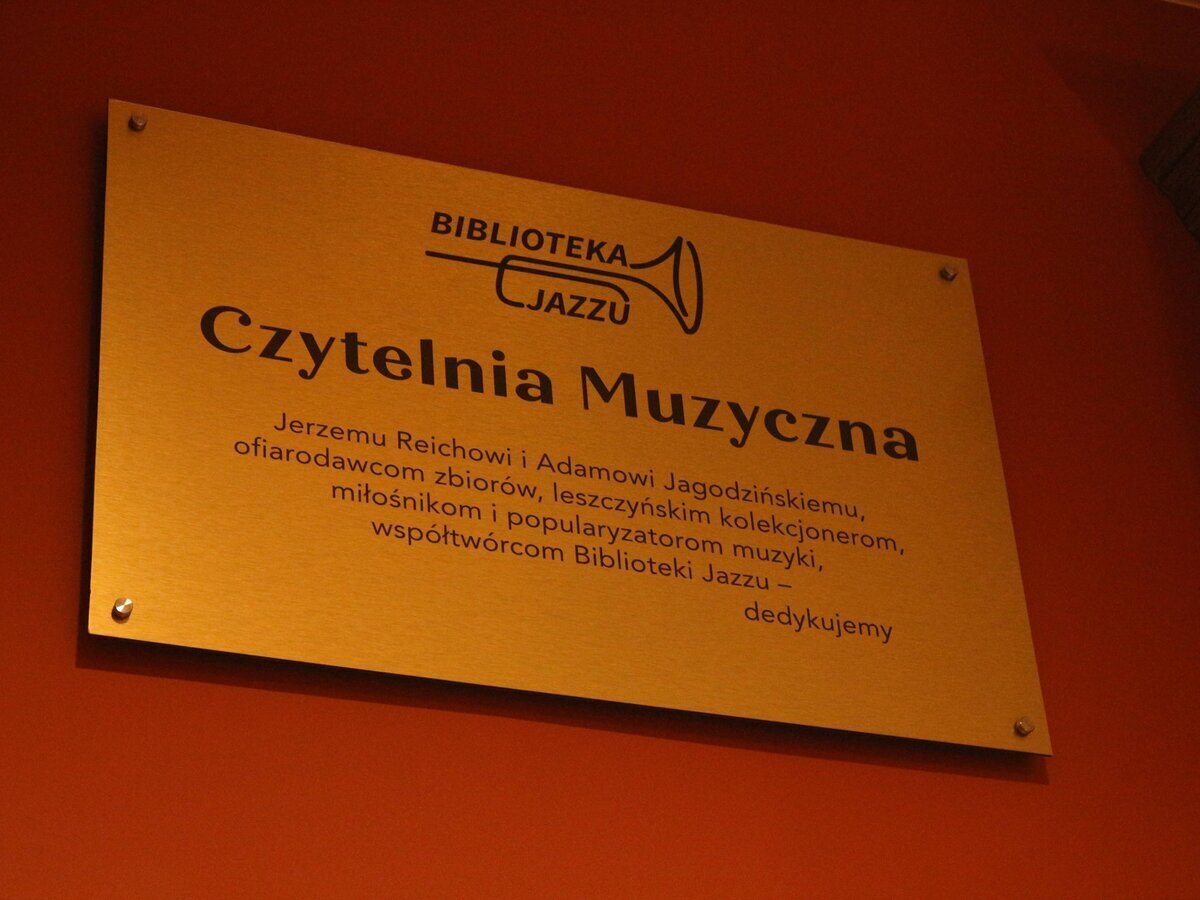 BIBLIOTEKA
JAZZU
Czytelnia Muzyczna
Jerzemu Reichowi i Adamowi Jagodzińskiemu,
ofiarodawcom zbiorów, leszczyńskim kolekcjonerom,
miłośnikom i popularyzatorom muzyki,
współtwórcom Biblioteki Jazzu –
dedykujemy